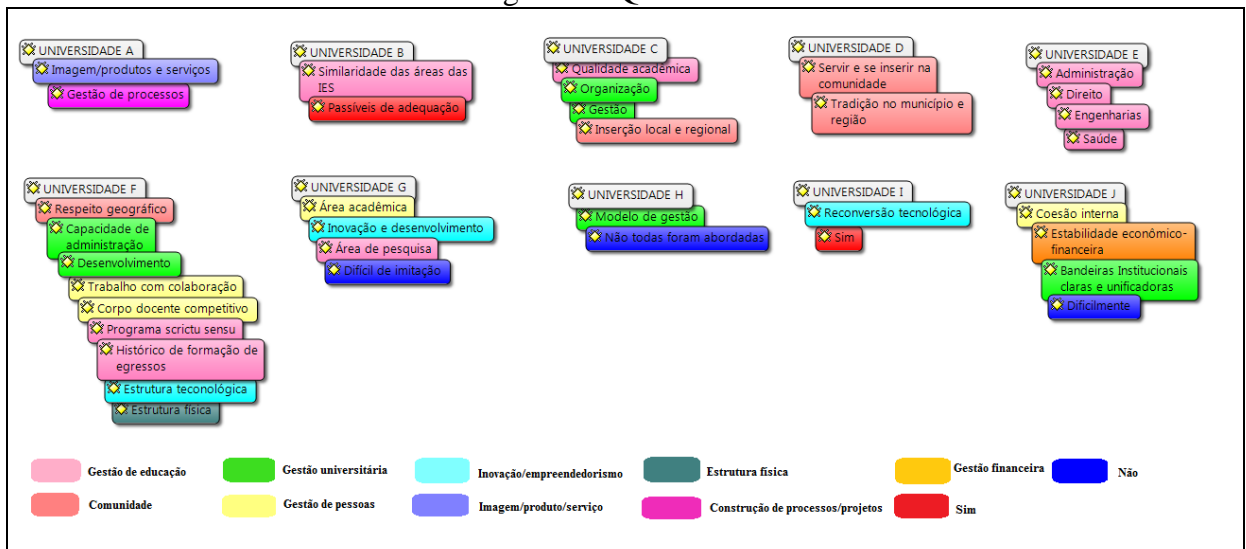 UNIVERSIDADE A
Imagem/produtos e serviços
Gestão de processos
UNIVERSIDADE B
Similaridade das áreas das
IES
Passíveis de adequação
UNIVERSIDADE C
Qualidade acadêmica
Organização
Gestão
Inserção local e regional
UNIVERSIDADE D
Servir e se inserir na
comunidade
Tradição no município e
região
UNIVERSIDADE E
Administração
Direito
Engenharias
Saúde
UNIVERSIDADE F
Respeito geográfico
Capacidade de
administração
Desenvolvimento
Trabalho com colaboração
Corpo docente competitivo
Programa scrictu sensu
Histórico de formação de
egressos
Estrutura teconológica
Estrutura física
UNIVERSIDADE G
Área acadêmica
Inovação e desenvolvimento
Área de pesquisa
Difícil de imitação
UNIVERSIDADE H
Modelo de gestão
Não todas foram abordadas
UNIVERSIDADE I
Reconversão tecnológica
Sim
UNIVERSIDADE J
Coesão interna
Estabilidade econômico-
financeira
Bandeiras Institucionais
claras e unificadoras
Dificilmente
Gestão de educação
Gestão universitária
Inovação/empreendedorismo
Estrutura física
Gestão financeira
Não
Comunidade
Gestão de pessoas
Imagem/produto/serviço
Construção de processos/projetos
Sim